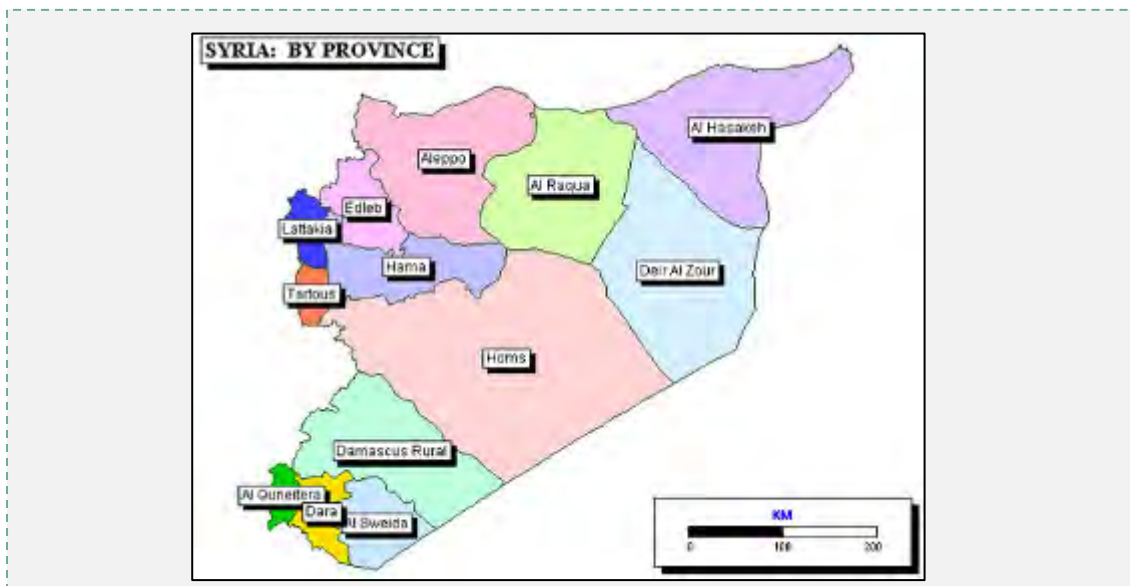 SYRIA: BY PROVINCE
Al Hasakeh
Aleppo
Al Raqua
Edleb
Lattakia
Hama
Deir Al Zour
Tartous
Homs
Damascus Rural
Al Quneitera
Dara
Al Sweida
KM
0 100 200